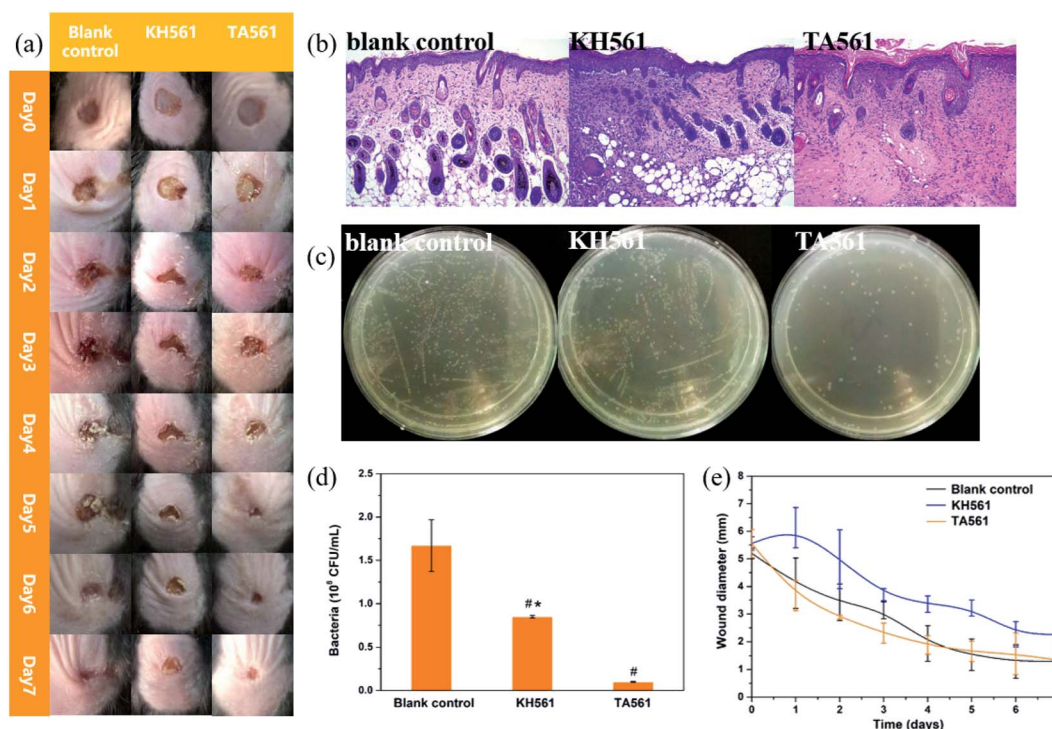 (a)
Blank
control
KH561
TA561
Day0
Day1
Day2
Day3
Day4
Day5
Day6
Day7
(b)
blank control
KH561
TA561
(c)
blank control
KH561
TA561
(d)
Bacteria (10⁸ CFU/mL)
2.5
2.0
1.5
1.0
0.5
0.0
#*
#
Blank control
KH561
TA561
(e)
Wound diameter (mm)
8
7
6
5
4
3
2
1
0
Blank control
KH561
TA561
0
1
2
3
4
5
6
Time (days)